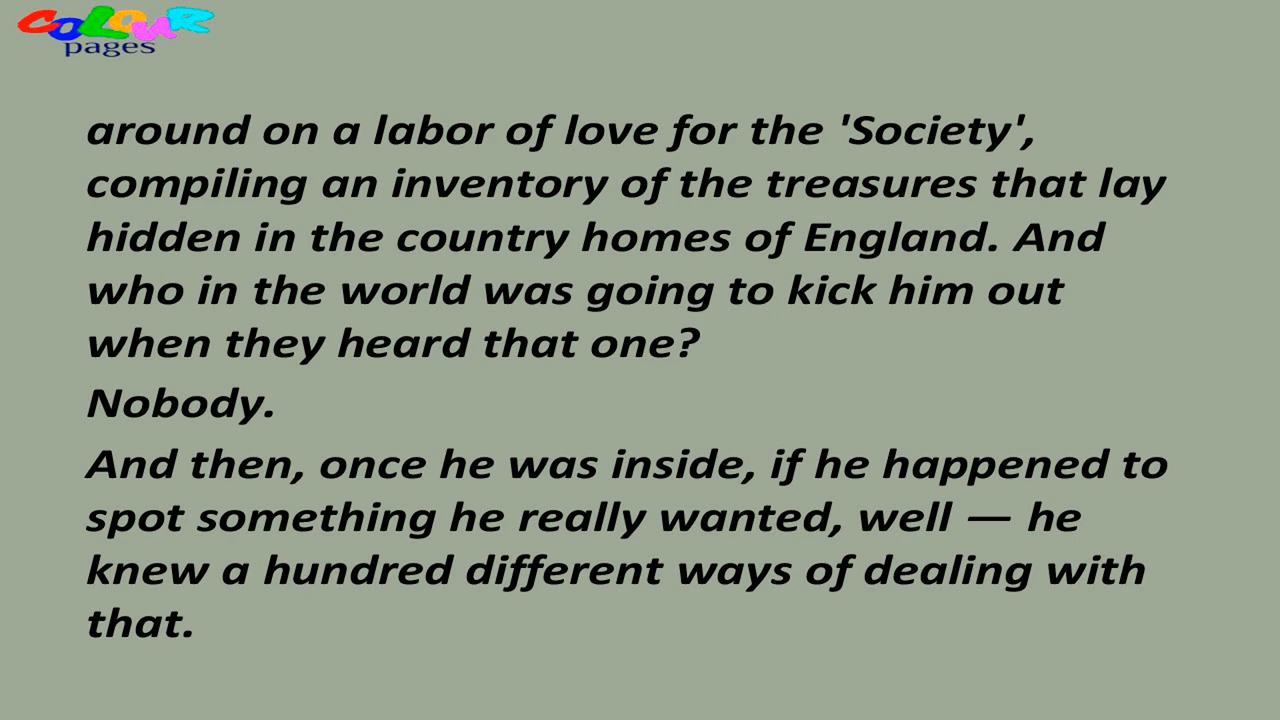 COLOUR
pages
around on a labor of love for the 'Society',
compiling an inventory of the treasures that lay
hidden in the country homes of England. And
who in the world was going to kick him out
when they heard that one?
Nobody.
And then, once he was inside, if he happened to
spot something he really wanted, well — he
knew a hundred different ways of dealing with
that.